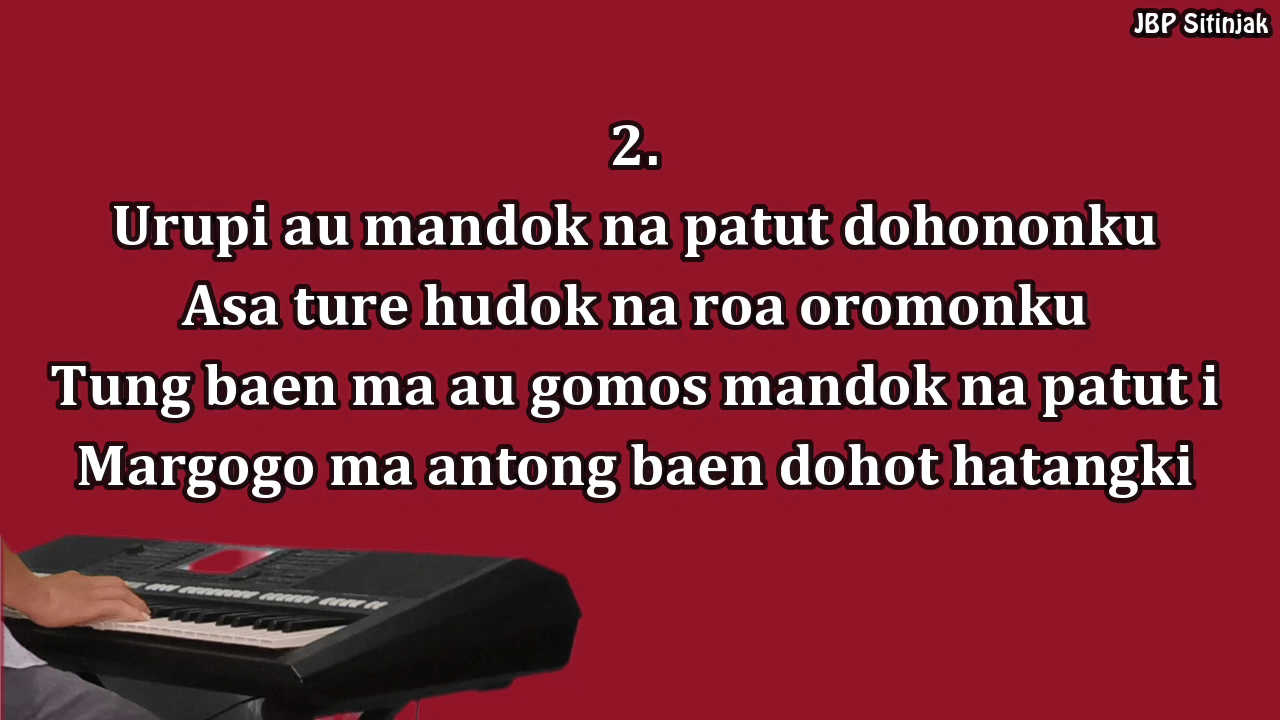 JBP Sitinjak
2.
Urupi au mandok na patut dohononku
Asa ture hudok na roa oromonku
Tung baen ma au gomos mandok na patut i
Margogo ma antong baen dohot hatangki